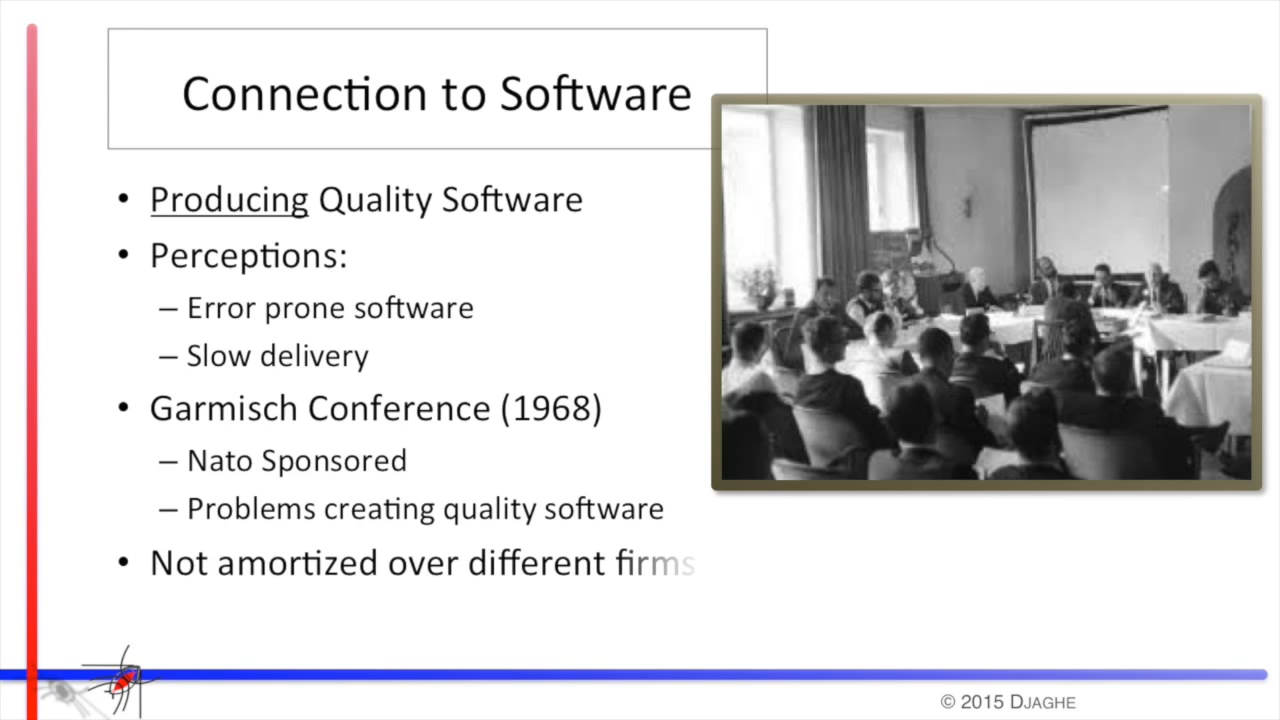 Connection to Software
• Producing Quality Software
• Perceptions:
– Error prone software
– Slow delivery
• Garmisch Conference (1968)
– Nato Sponsored
– Problems creating quality software
• Not amortized over different firms
© 2015 DJAGHE